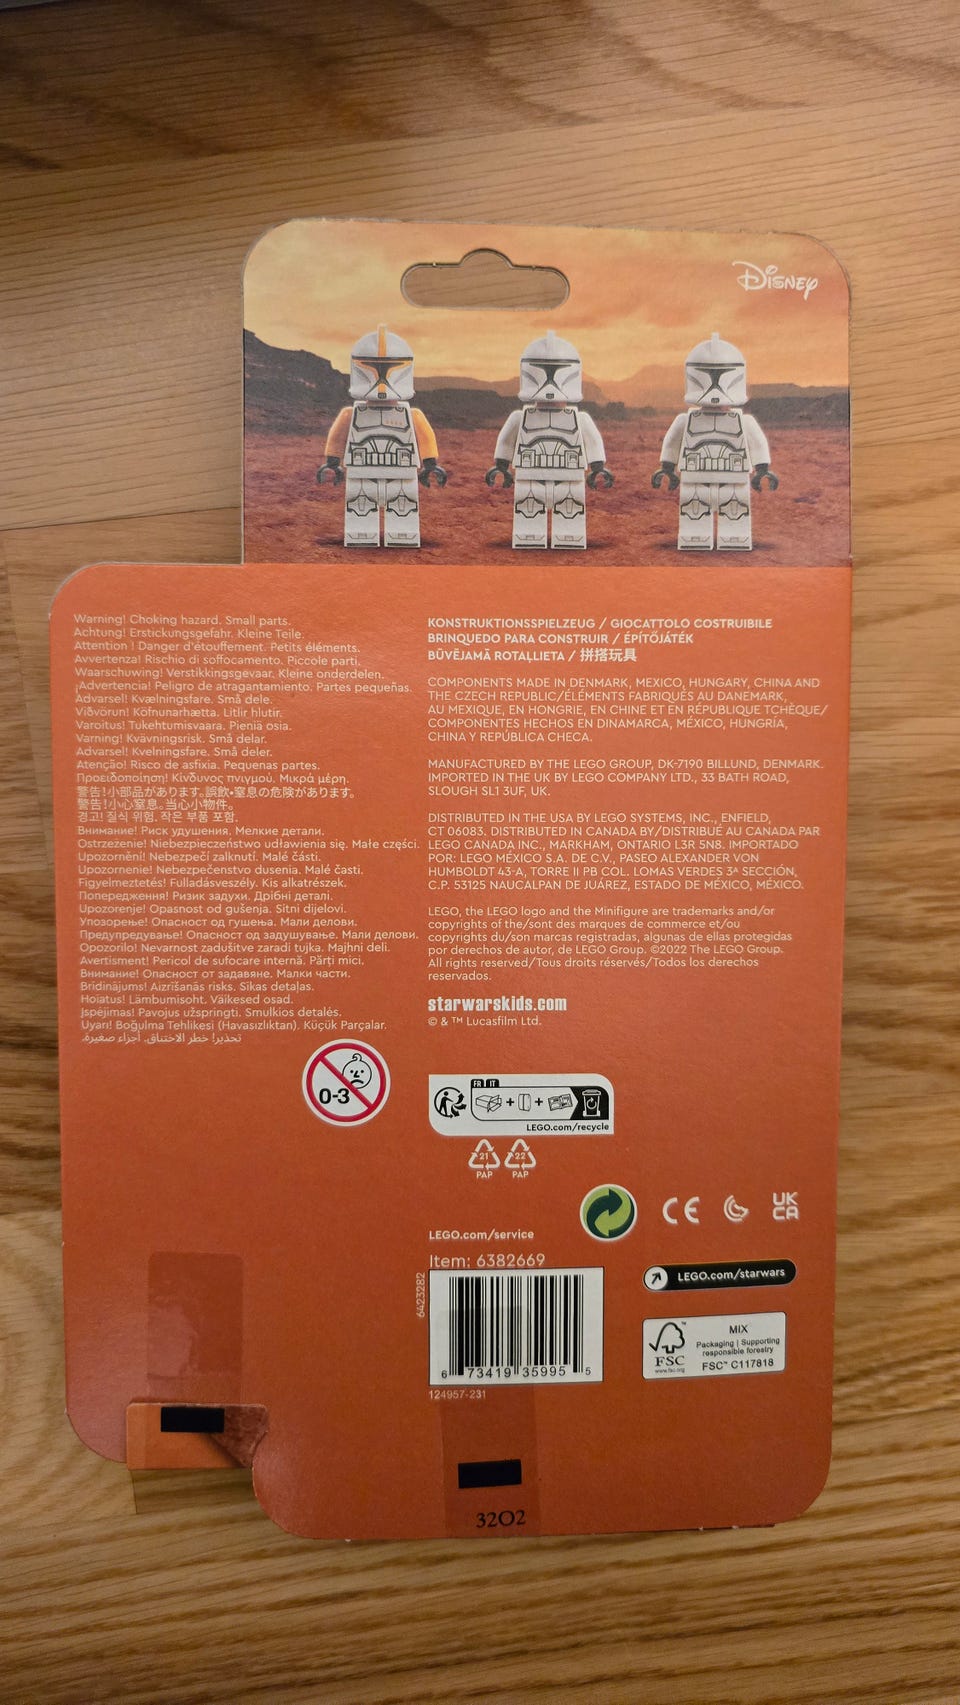 Disney
Warning! Choking hazard. Small parts.
Achtung! Erstickungsgefahr. Kleine Teile.
Attention ! Danger d'étouffement. Petits éléments.
Avvertenza! Rischio di soffocamento. Piccole parti.
Waarschuwing! Verstikkingsgevaar. Kleine onderdelen.
¡Advertencia! Peligro de atragantamiento. Partes pequeñas.
Advarsel! Kvælningsfare. Små dele.
Viðvörun! Köfnunarhætta. Litlir hlutir.
Varoitus! Tukehtumisvaara. Pieniä osia.
Varning! Kvävningsrisk. Små delar.
Advarsel! Kvelningsfare. Små deler.
Atenção! Risco de asfixia. Pequenas partes.
Προειδοποίηση! Κίνδυνος πνιγμού. Μικρά μέρη.
警告!小部品があります。誤飲•窒息の危険があります。
警告!小心窒息。当心小物件。
경고! 질식 위험. 작은 부품 포함.
Внимание! Риск удушения. Мелкие детали.
Ostrzeżenie! Niebezpieczeństwo udławienia się. Małe części.
Upozornění! Nebezpečí zalknutí. Malé části.
Upozornenie! Nebezpečenstvo dusenia. Malé časti.
Figyelmeztetés! Fulladásveszély. Kis alkatrészek.
Попередження! Ризик задухи. Дрібні деталі.
Upozorenje! Opasnost od gušenja. Sitni dijelovi.
Упозорење! Опасност од гушења. Мали делови.
Предупредување! Опасност од задушување. Мали делови.
Opozorilo! Nevarnost zadušitve zaradi tujka. Majhni deli.
Avertisment! Pericol de sufocare internă. Părți mici.
Внимание! Опасност от задавяне. Малки части.
Bridinājums! Aizrīšanās risks. Sīkas detaļas.
Hoiatus! Lämbumisoht. Väikesed osad.
Įspėjimas! Pavojus užspringti. Smulkios detalės.
Uyarı! Boğulma Tehlikesi (Havasızlıktan). Küçük Parçalar.
تحذير! خطر الاختناق. أجزاء صغيرة.
0-3
KONSTRUKTIONSSPIELZEUG / GIOCATTOLO COSTRUIBILE
BRINQUEDO PARA CONSTRUIR / ÉPÍTŐJÁTÉK
BŪVĒJAMĀ ROTAĻLIETA / 拼搭玩具
COMPONENTS MADE IN DENMARK, MEXICO, HUNGARY, CHINA AND
THE CZECH REPUBLIC/ÉLÉMENTS FABRIQUÉS AU DANEMARK,
AU MEXIQUE, EN HONGRIE, EN CHINE ET EN RÉPUBLIQUE TCHÈQUE/
COMPONENTES HECHOS EN DINAMARCA, MÉXICO, HUNGRÍA,
CHINA Y REPÚBLICA CHECA.
MANUFACTURED BY THE LEGO GROUP, DK-7190 BILLUND, DENMARK.
IMPORTED IN THE UK BY LEGO COMPANY LTD., 33 BATH ROAD,
SLOUGH SL1 3UF, UK.
DISTRIBUTED IN THE USA BY LEGO SYSTEMS, INC., ENFIELD,
CT 06083. DISTRIBUTED IN CANADA BY/DISTRIBUÉ AU CANADA PAR
LEGO CANADA INC., MARKHAM, ONTARIO L3R 5N8. IMPORTADO
POR: LEGO MÉXICO S.A. DE C.V., PASEO ALEXANDER VON
HUMBOLDT 43-A, TORRE II PB COL. LOMAS VERDES 3ᴬ SECCIÓN,
C.P. 53125 NAUCALPAN DE JUÁREZ, ESTADO DE MÉXICO, MÉXICO.
LEGO, the LEGO logo and the Minifigure are trademarks and/or
copyrights of the/sont des marques de commerce et/ou
copyrights du/son marcas registradas, algunas de ellas protegidas
por derechos de autor, de LEGO Group. ©2022 The LEGO Group.
All rights reserved/Tous droits réservés/Todos los derechos
reservados.
starwarskids.com
© & ™ Lucasfilm Ltd.
FR IT
LEGO.com/recycle
21 22
PAP PAP
CE UK CA
LEGO.com/service
Item: 6382669
6423282
6 73419 35995 5
124957-231
LEGO.com/starwars
FSC™
www.fsc.org
MIX
Packaging | Supporting
responsible forestry
FSC™ C117818
3202